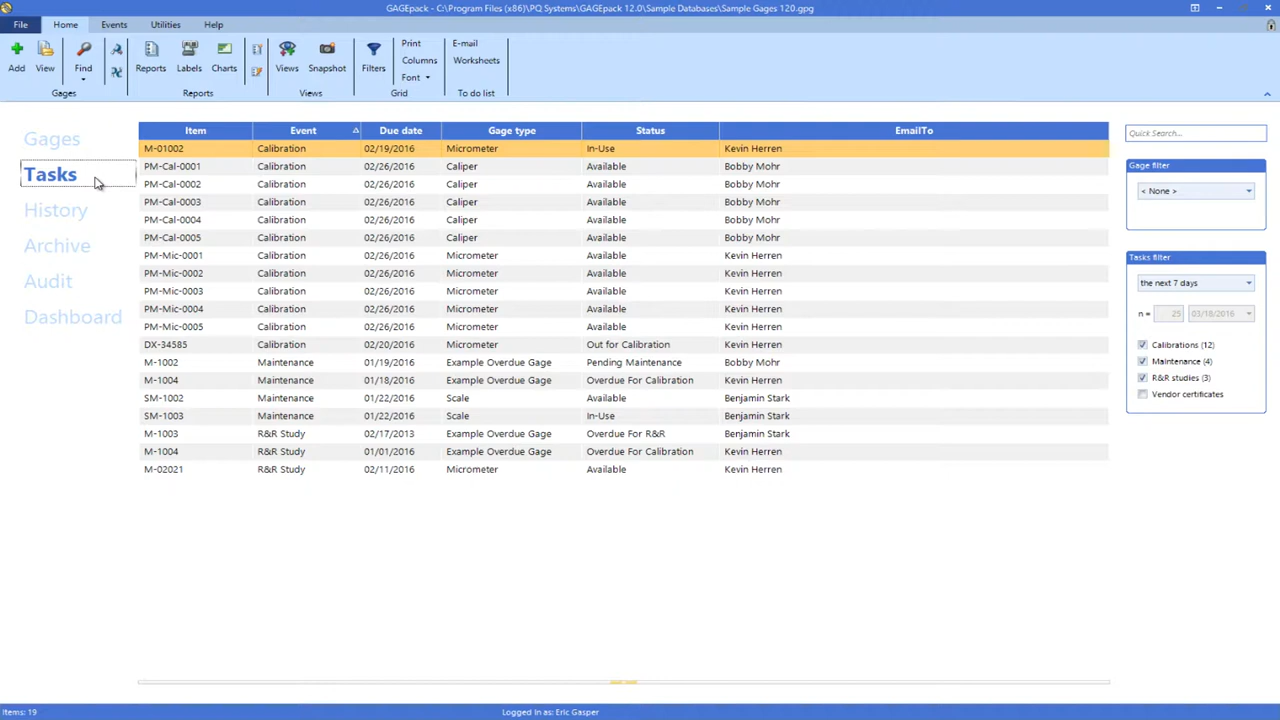 GAGEpack - C:\Program Files (x86)\PQ Systems\GAGEpack 12.0\Sample Databases\Sample Gages 120.gpg
File Home Events Utilities Help
Add View Find Reports Labels Charts Views Snapshot Filters
Print
Columns
Font
E-mail
Worksheets
Gages Reports Views Grid To do list
Gages
Tasks
History
Archive
Audit
Dashboard
Item Event Due date Gage type Status EmailTo
M-01002 Calibration 02/19/2016 Micrometer In-Use Kevin Herren
PM-Cal-0001 Calibration 02/26/2016 Caliper Available Bobby Mohr
PM-Cal-0002 Calibration 02/26/2016 Caliper Available Bobby Mohr
PM-Cal-0003 Calibration 02/26/2016 Caliper Available Bobby Mohr
PM-Cal-0004 Calibration 02/26/2016 Caliper Available Bobby Mohr
PM-Cal-0005 Calibration 02/26/2016 Caliper Available Bobby Mohr
PM-Mic-0001 Calibration 02/26/2016 Micrometer Available Kevin Herren
PM-Mic-0002 Calibration 02/26/2016 Micrometer Available Kevin Herren
PM-Mic-0003 Calibration 02/26/2016 Micrometer Available Kevin Herren
PM-Mic-0004 Calibration 02/26/2016 Micrometer Available Kevin Herren
PM-Mic-0005 Calibration 02/26/2016 Micrometer Available Kevin Herren
DX-34585 Calibration 02/20/2016 Micrometer Out for Calibration Kevin Herren
M-1002 Maintenance 01/19/2016 Example Overdue Gage Pending Maintenance Bobby Mohr
M-1004 Maintenance 01/18/2016 Example Overdue Gage Overdue For Calibration Kevin Herren
SM-1002 Maintenance 01/22/2016 Scale Available Benjamin Stark
SM-1003 Maintenance 01/22/2016 Scale In-Use Benjamin Stark
M-1003 R&R Study 02/17/2013 Example Overdue Gage Overdue For R&R Benjamin Stark
M-1004 R&R Study 01/01/2016 Example Overdue Gage Overdue For Calibration Kevin Herren
M-02021 R&R Study 02/11/2016 Micrometer Available Kevin Herren
Quick Search...
Gage filter
< None >
Tasks filter
the next 7 days
n = 25 03/18/2016
Calibrations (12)
Maintenance (4)
R&R studies (3)
Vendor certificates
Items: 19
Logged in as: Eric Gasper